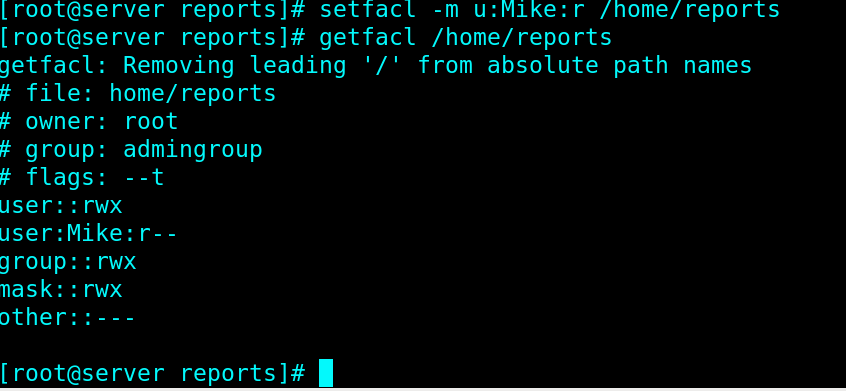 [root@server reports]# setfacl -m u:Mike:r /home/reports
[root@server reports]# getfacl /home/reports
getfacl: Removing leading '/' from absolute path names
# file: home/reports
# owner: root
# group: admingroup
# flags: --t
user::rwx
user:Mike:r--
group::rwx
mask::rwx
other::---
[root@server reports]#